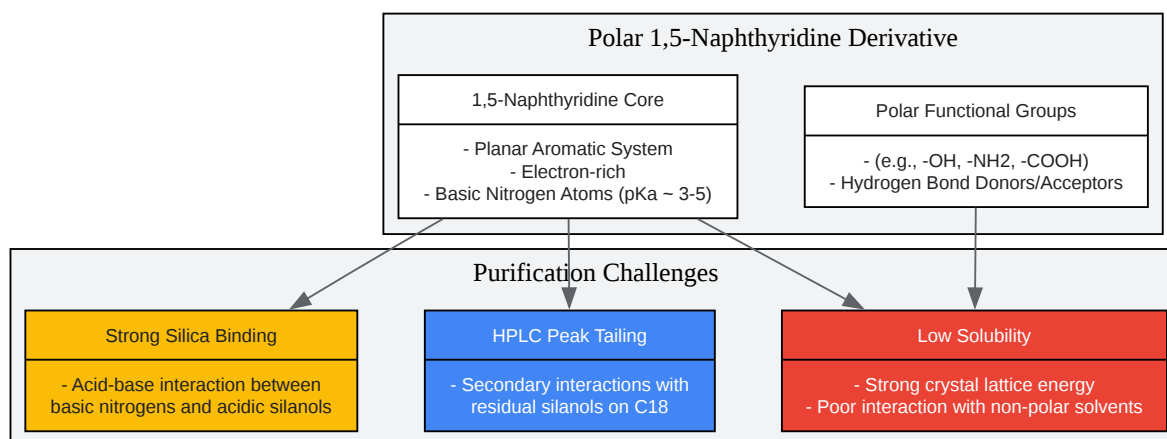 Polar 1,5-Naphthyridine Derivative
1,5-Naphthyridine Core
- Planar Aromatic System
- Electron-rich
- Basic Nitrogen Atoms (pKa ~ 3-5)
Polar Functional Groups
- (e.g., -OH, -NH2, -COOH)
- Hydrogen Bond Donors/Acceptors
Purification Challenges
Strong Silica Binding
- Acid-base interaction between
basic nitrogens and acidic silanols
HPLC Peak Tailing
- Secondary interactions with
residual silanols on C18
Low Solubility
- Strong crystal lattice energy
- Poor interaction with non-polar solvents